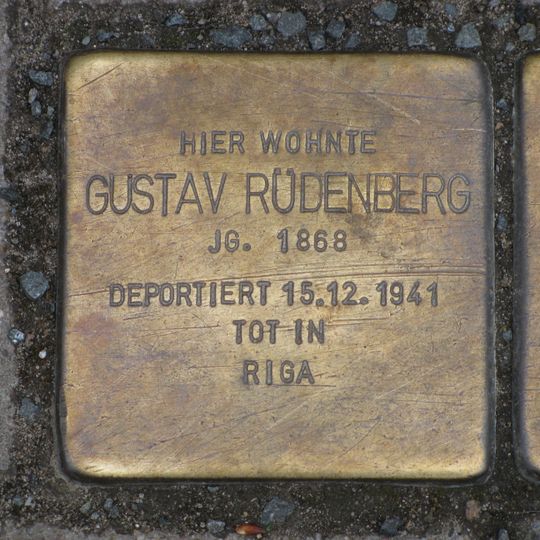 HIER WOHNTE
GUSTAV RÜDENBERG
JG. 1868
DEPORTIERT 15.12.1941
TOT IN
RIGA